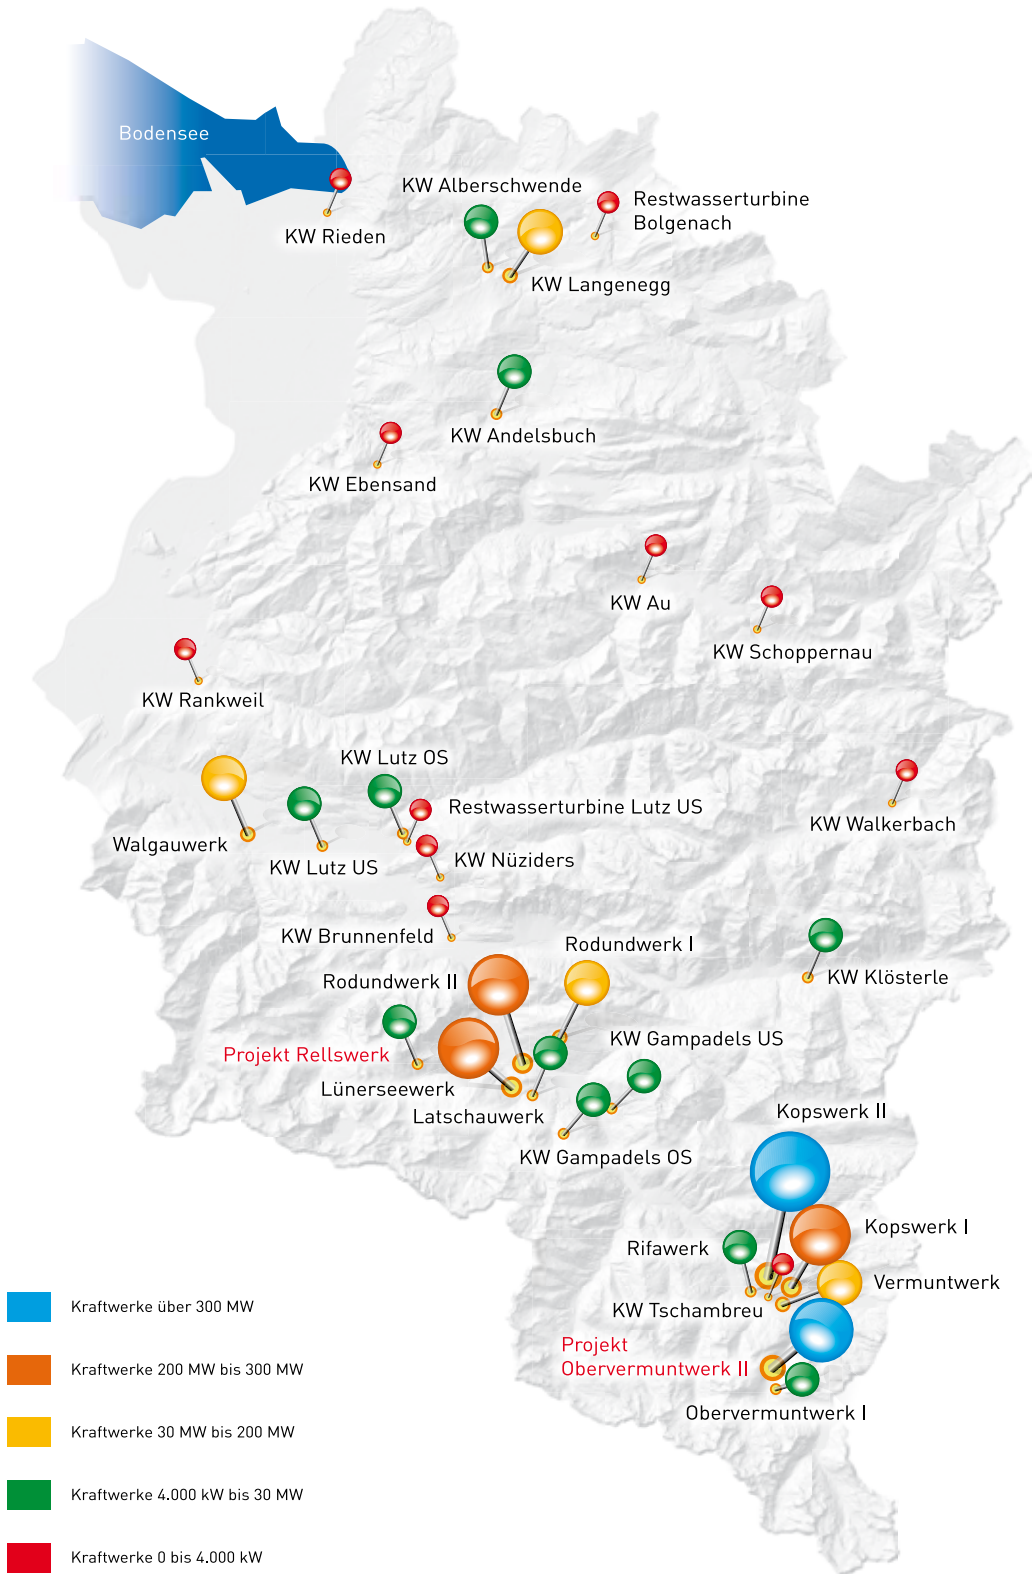 Bodensee
KW Alberschwende
Restwasserturbine
Bolgenach
KW Rieden
KW Langenegg
KW Andelsbuch
KW Ebensand
KW Au
KW Schoppernau
KW Rankweil
KW Lutz OS
Restwasserturbine Lutz US
KW Walkerbach
Walgauwerk
KW Lutz US
KW Nüziders
KW Brunnenfeld
Rodundwerk I
Rodundwerk II
KW Klösterle
KW Gampadels US
Projekt Rellswerk
Lünerseewerk
Latschauwerk
Kopswerk II
KW Gampadels OS
Kopswerk I
Rifawerk
Vermuntwerk
KW Tschambreu
Projekt
Obervermuntwerk II
Obervermuntwerk I
Kraftwerke über 300 MW
Kraftwerke 200 MW bis 300 MW
Kraftwerke 30 MW bis 200 MW
Kraftwerke 4.000 kW bis 30 MW
Kraftwerke 0 bis 4.000 kW